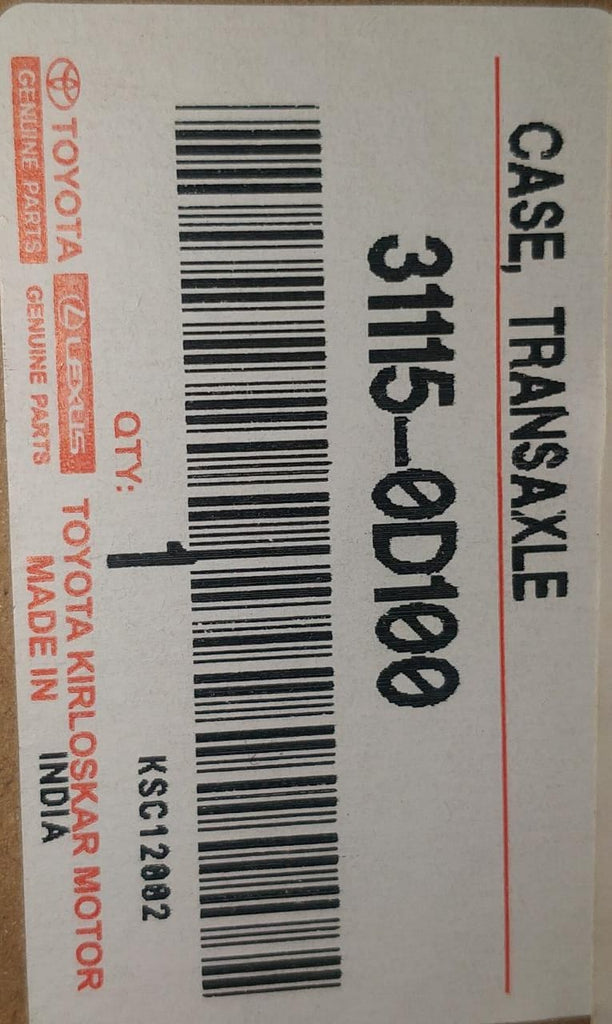 CASE, TRANSAXLE
31115-0D100
QTY:
1
KSC12002
TOYOTA
GENUINE PARTS
LEXUS
GENUINE PARTS
TOYOTA KIRLOSKAR MOTOR
MADE IN INDIA